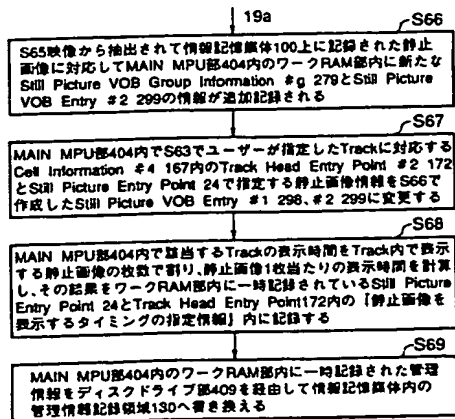 19a
S66
S65映像から抽出されて情報記憶媒体100上に記録された静止
画像に対応してMAIN MPU部404内のワークRAM部内に新たな
Still Picture VOB Group Information #g 279とStill Picture
VOB Entry #2 299の情報が追加記録される
S67
MAIN MPU部404内でS63でユーザーが指定したTrackに対応する
Cell Information #4 167内のTrack Head Entry Point #2 172
とStill Picture Entry Point 24で指定する静止画像情報をS66で
作成したStill Picture VOB Entry #1 298、#2 299に変更する
S68
MAIN MPU部404内で該当するTrackの表示時間をTrack内で表示
する静止画像の枚数で割り、静止画像1枚当たりの表示時間を計算
し、その結果をワークRAM部内に一時記録されているStill Picture
Entry Point 24とTrack Head Entry Point172内の『静止画像を
表示するタイミングの指定情報』内に記録する
S69
MAIN MPU部404内のワークRAM部内に一時記録された管理
情報をディスクドライブ部409を経由して情報記憶媒体内の
管理情報記録領域130へ書き換える